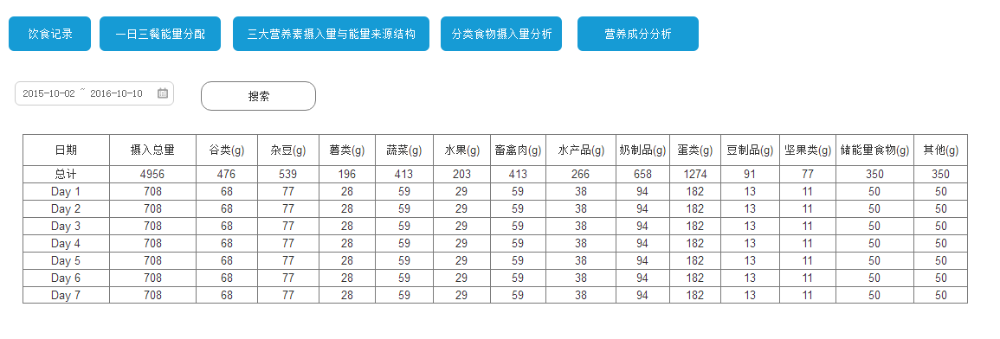 饮食记录 一日三餐能量分配 三大营养素摄入量与能量来源结构 分类食物摄入量分析 营养成分分析
2015-10-02 ~ 2016-10-10 搜索
日期 摄入总量 谷类(g) 杂豆(g) 薯类(g) 蔬菜(g) 水果(g) 畜禽肉(g) 水产品(g) 奶制品(g) 蛋类(g) 豆制品(g) 坚果类(g) 储能量食物(g) 其他(g)
总计 4956 476 539 196 413 203 413 266 658 1274 91 77 350 350
Day 1 708 68 77 28 59 29 59 38 94 182 13 11 50 50
Day 2 708 68 77 28 59 29 59 38 94 182 13 11 50 50
Day 3 708 68 77 28 59 29 59 38 94 182 13 11 50 50
Day 4 708 68 77 28 59 29 59 38 94 182 13 11 50 50
Day 5 708 68 77 28 59 29 59 38 94 182 13 11 50 50
Day 6 708 68 77 28 59 29 59 38 94 182 13 11 50 50
Day 7 708 68 77 28 59 29 59 38 94 182 13 11 50 50